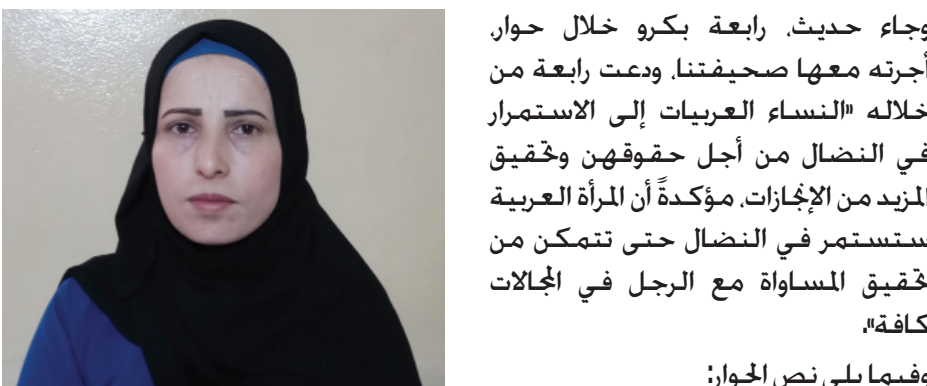 وجاء حديث، رابعة بكرو خلال حوار،
أجرته معها صحيفتنا، ودعت رابعة من
خلاله "النساء العربيات إلى الاستمرار
في النضال من أجل حقوقهن وتحقيق
المزيد من الإنجازات، مؤكدةً أن المرأة العربية
ستستمر في النضال حتى تتمكن من
تحقيق المساواة مع الرجل في المجالات
كافة".
وفيما يلي نص الحوار: